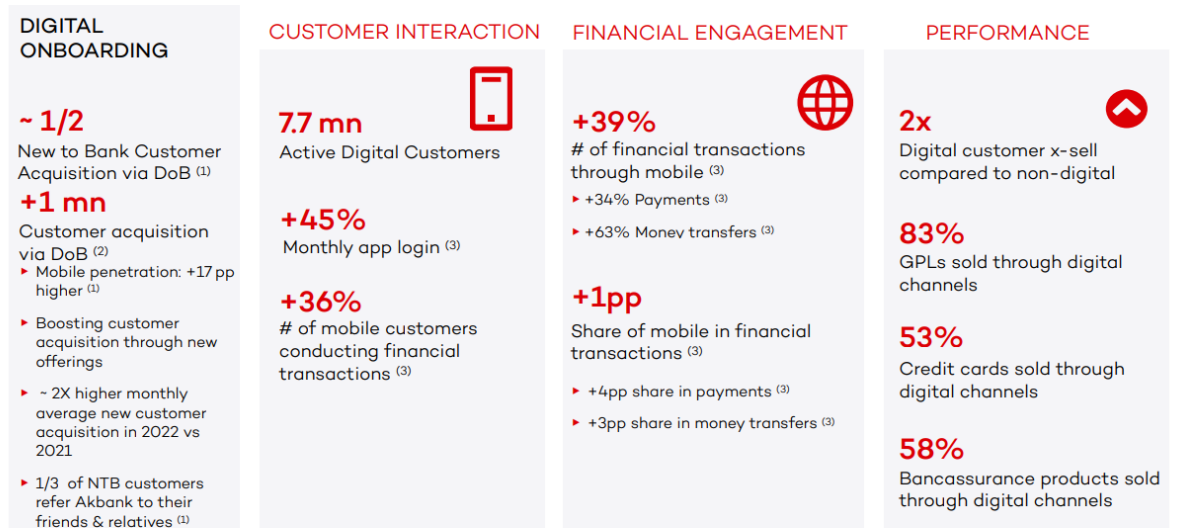 DIGITAL
ONBOARDING
~ 1/2
New to Bank Customer
Acquisition via DoB (1)
+1 mn
Customer acquisition
via DoB (2)
▸ Mobile penetration: +17 pp
higher (1)
▸ Boosting customer
acquisition through new
offerings
▸ ~ 2X higher monthly
average new customer
acquisition in 2022 vs
2021
▸ 1/3 of NTB customers
refer Akbank to their
friends & relatives (1)
CUSTOMER INTERACTION
7.7 mn
Active Digital Customers
+45%
Monthly app login (3)
+36%
# of mobile customers
conducting financial
transactions (3)
FINANCIAL ENGAGEMENT
+39%
# of financial transactions
through mobile (3)
▸ +34% Payments (3)
▸ +63% Money transfers (3)
+1pp
Share of mobile in financial
transactions (3)
▸ +4pp share in payments (3)
▸ +3pp share in money transfers (3)
PERFORMANCE
2x
Digital customer x-sell
compared to non-digital
83%
GPLs sold through digital
channels
53%
Credit cards sold through
digital channels
58%
Bancassurance products sold
through digital channels